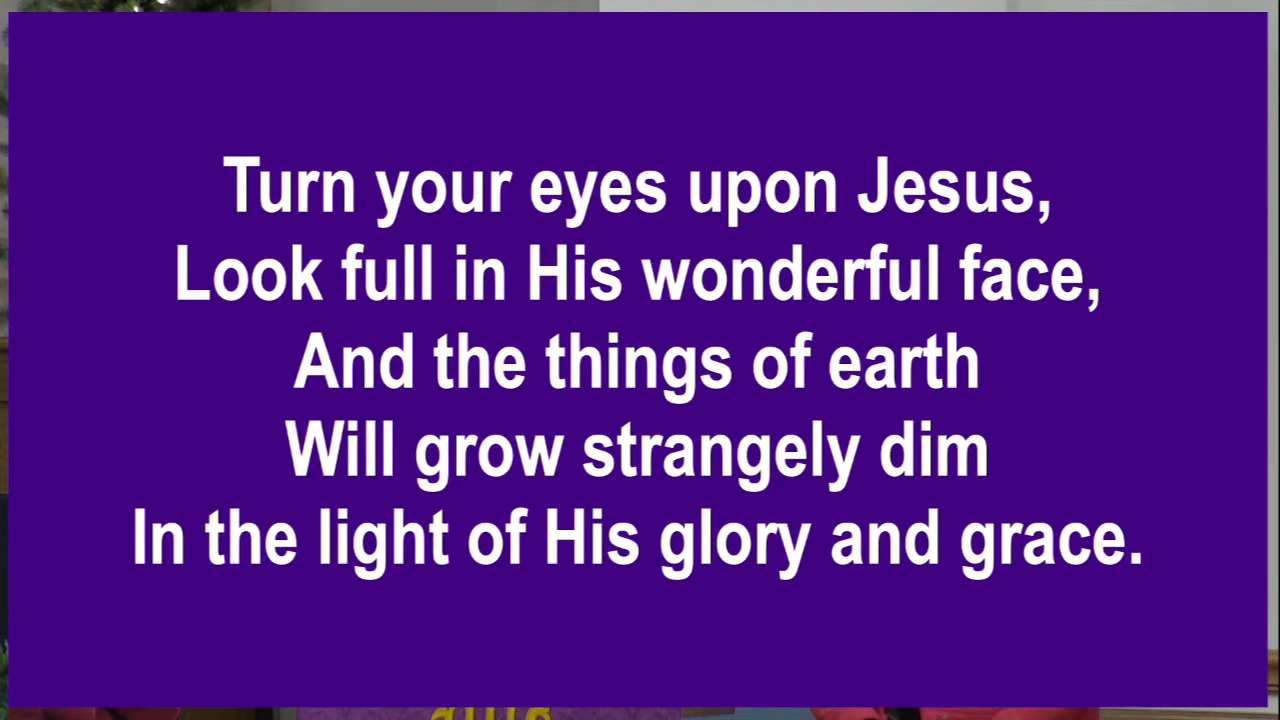 Turn your eyes upon Jesus,
Look full in His wonderful face,
And the things of earth
Will grow strangely dim
In the light of His glory and grace.